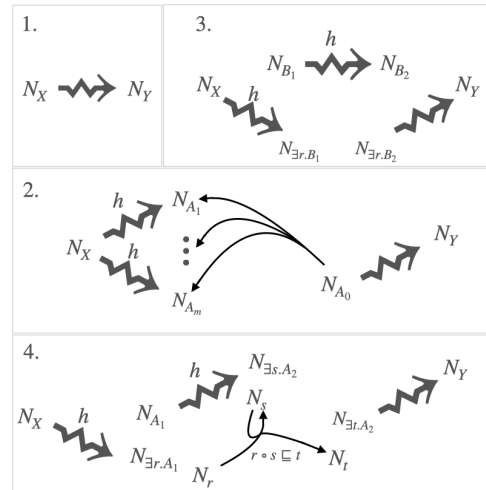 1.
N_X N_Y
3.
h
N_{B_1} N_{B_2}
N_X h N_Y
N_{∃r.B_1} N_{∃r.B_2}
2.
h N_{A_1}
N_X h N_Y
N_{A_m} N_{A_0}
4.
h N_{∃s.A_2} N_Y
N_s
N_X h N_{A_1} N_{∃t.A_2}
N_{∃r.A_1} r ∘ s ⊑ t N_t
N_r